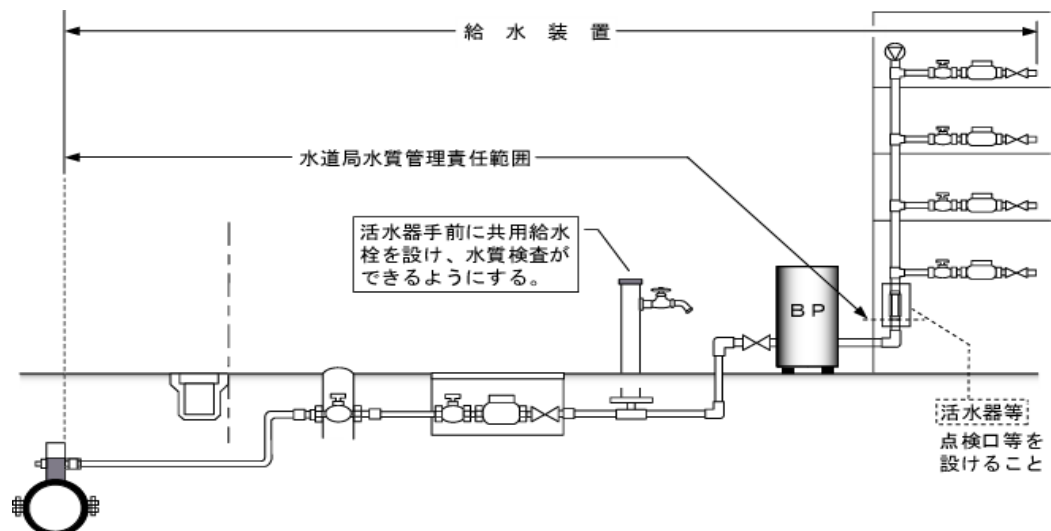 給水装置
水道局水質管理責任範囲
活水器手前に共用給水
栓を設け、水質検査が
できるようにする。
BP
活水器等
点検口等を
設けること